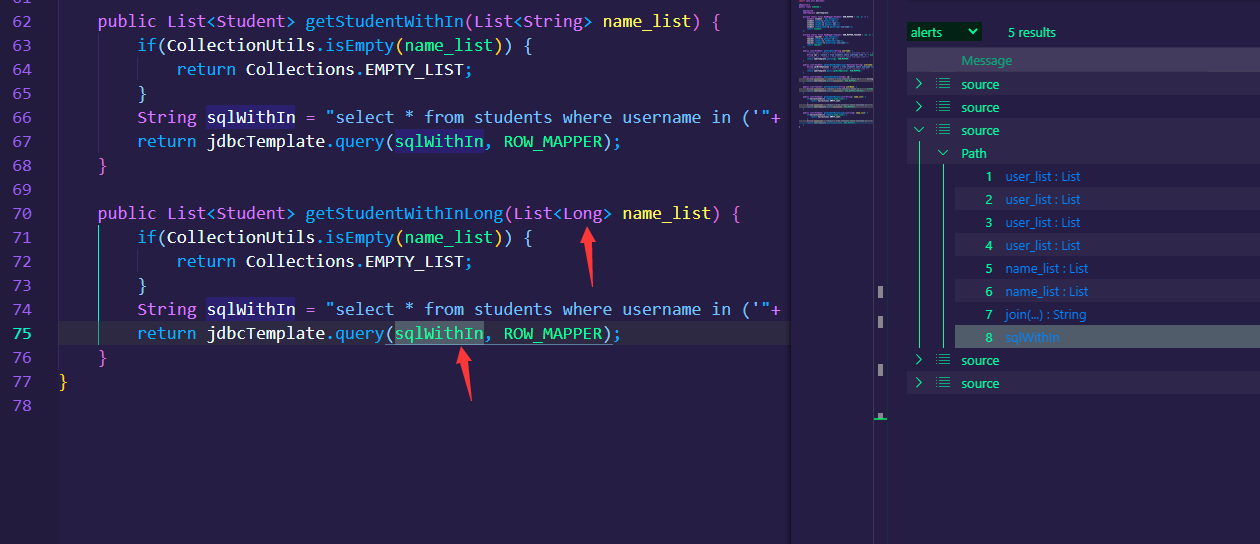 62 public List<Student> getStudentWithIn(List<String> name_list) {
63 if(CollectionUtils.isEmpty(name_list)) {
64 return Collections.EMPTY_LIST;
65 }
66 String sqlWithIn = "select * from students where username in ('"+
67 return jdbcTemplate.query(sqlWithIn, ROW_MAPPER);
68 }
69
70 public List<Student> getStudentWithInLong(List<Long> name_list) {
71 if(CollectionUtils.isEmpty(name_list)) {
72 return Collections.EMPTY_LIST;
73 }
74 String sqlWithIn = "select * from students where username in ('"+
75 return jdbcTemplate.query(sqlWithIn, ROW_MAPPER);
76 }
77 }
78
alerts 5 results
Message
source
source
source
Path
1 user_list : List
2 user_list : List
3 user_list : List
4 user_list : List
5 name_list : List
6 name_list : List
7 join(...) : String
8 sqlWithIn
source
source